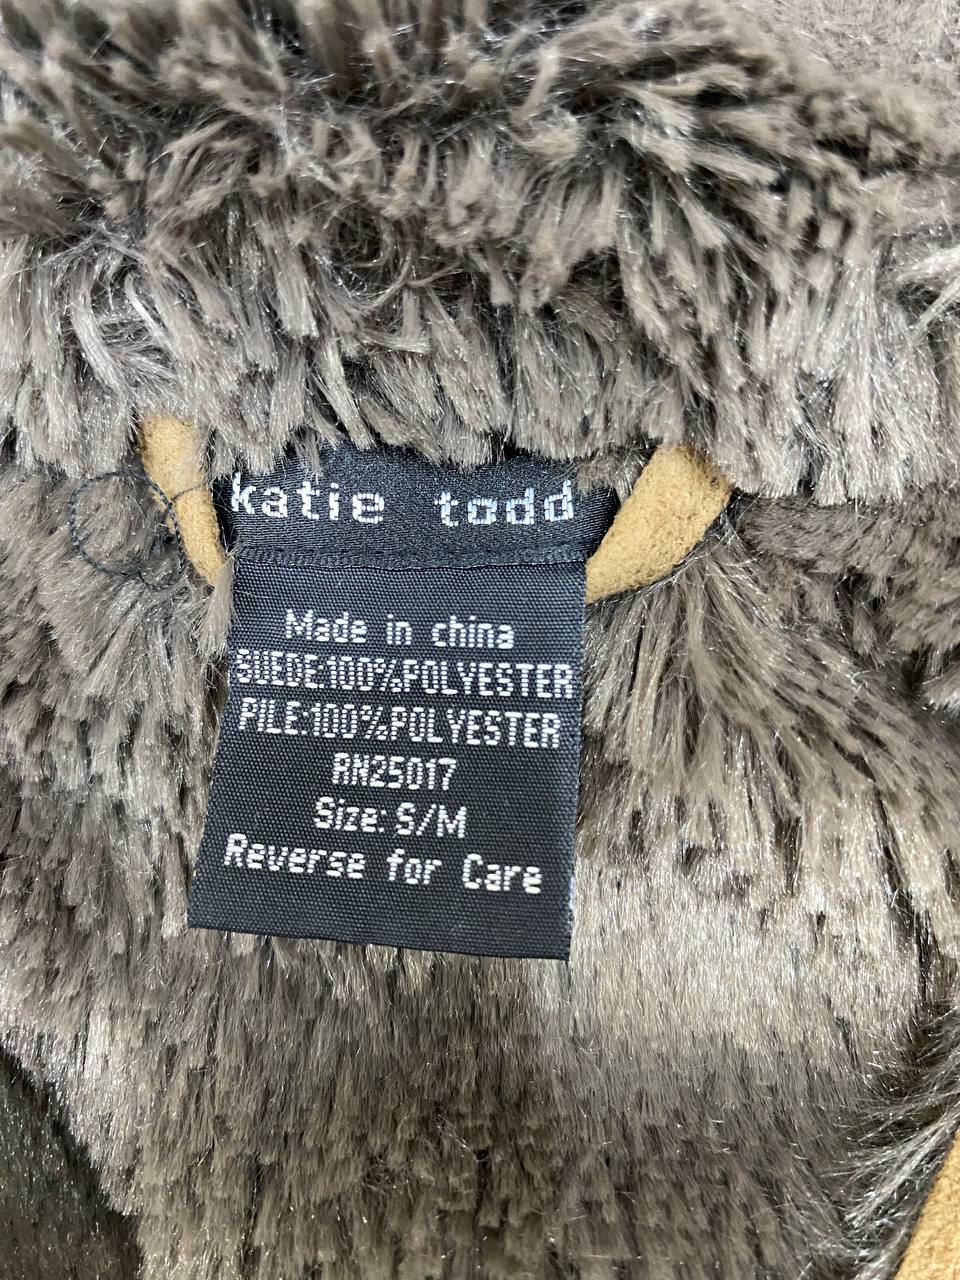 katie todd
Made in china
SUEDE:100%POLYESTER
PILE:100%POLYESTER
RN25017
Size: S/M
Reverse for Care